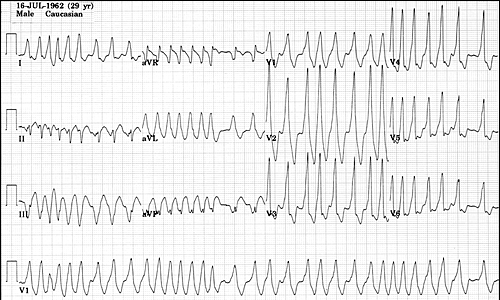 16-JUL-1962 (29 yr)
Male Caucasian
I
aVR
V1
V4
II
aVL
V2
V5
III
aVF
V3
V6
V1